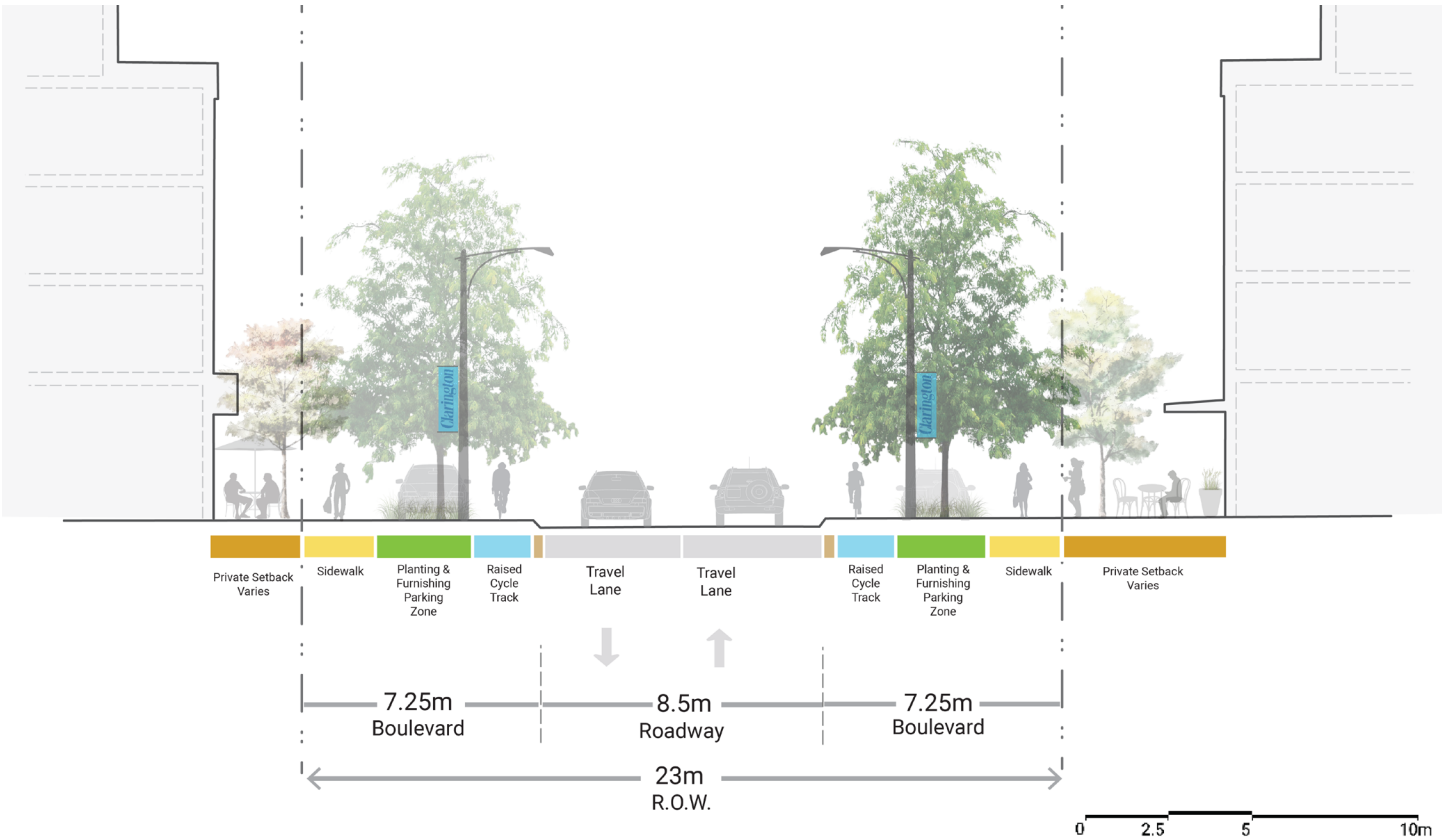 Clarington
Clarington
Private Setback
Varies
Sidewalk
Planting &
Furnishing
Parking
Zone
Raised
Cycle
Track
Travel
Lane
Travel
Lane
Raised
Cycle
Track
Planting &
Furnishing
Parking
Zone
Sidewalk
Private Setback
Varies
7.25m
Boulevard
8.5m
Roadway
7.25m
Boulevard
23m
R.O.W.
0 2.5 5 10m